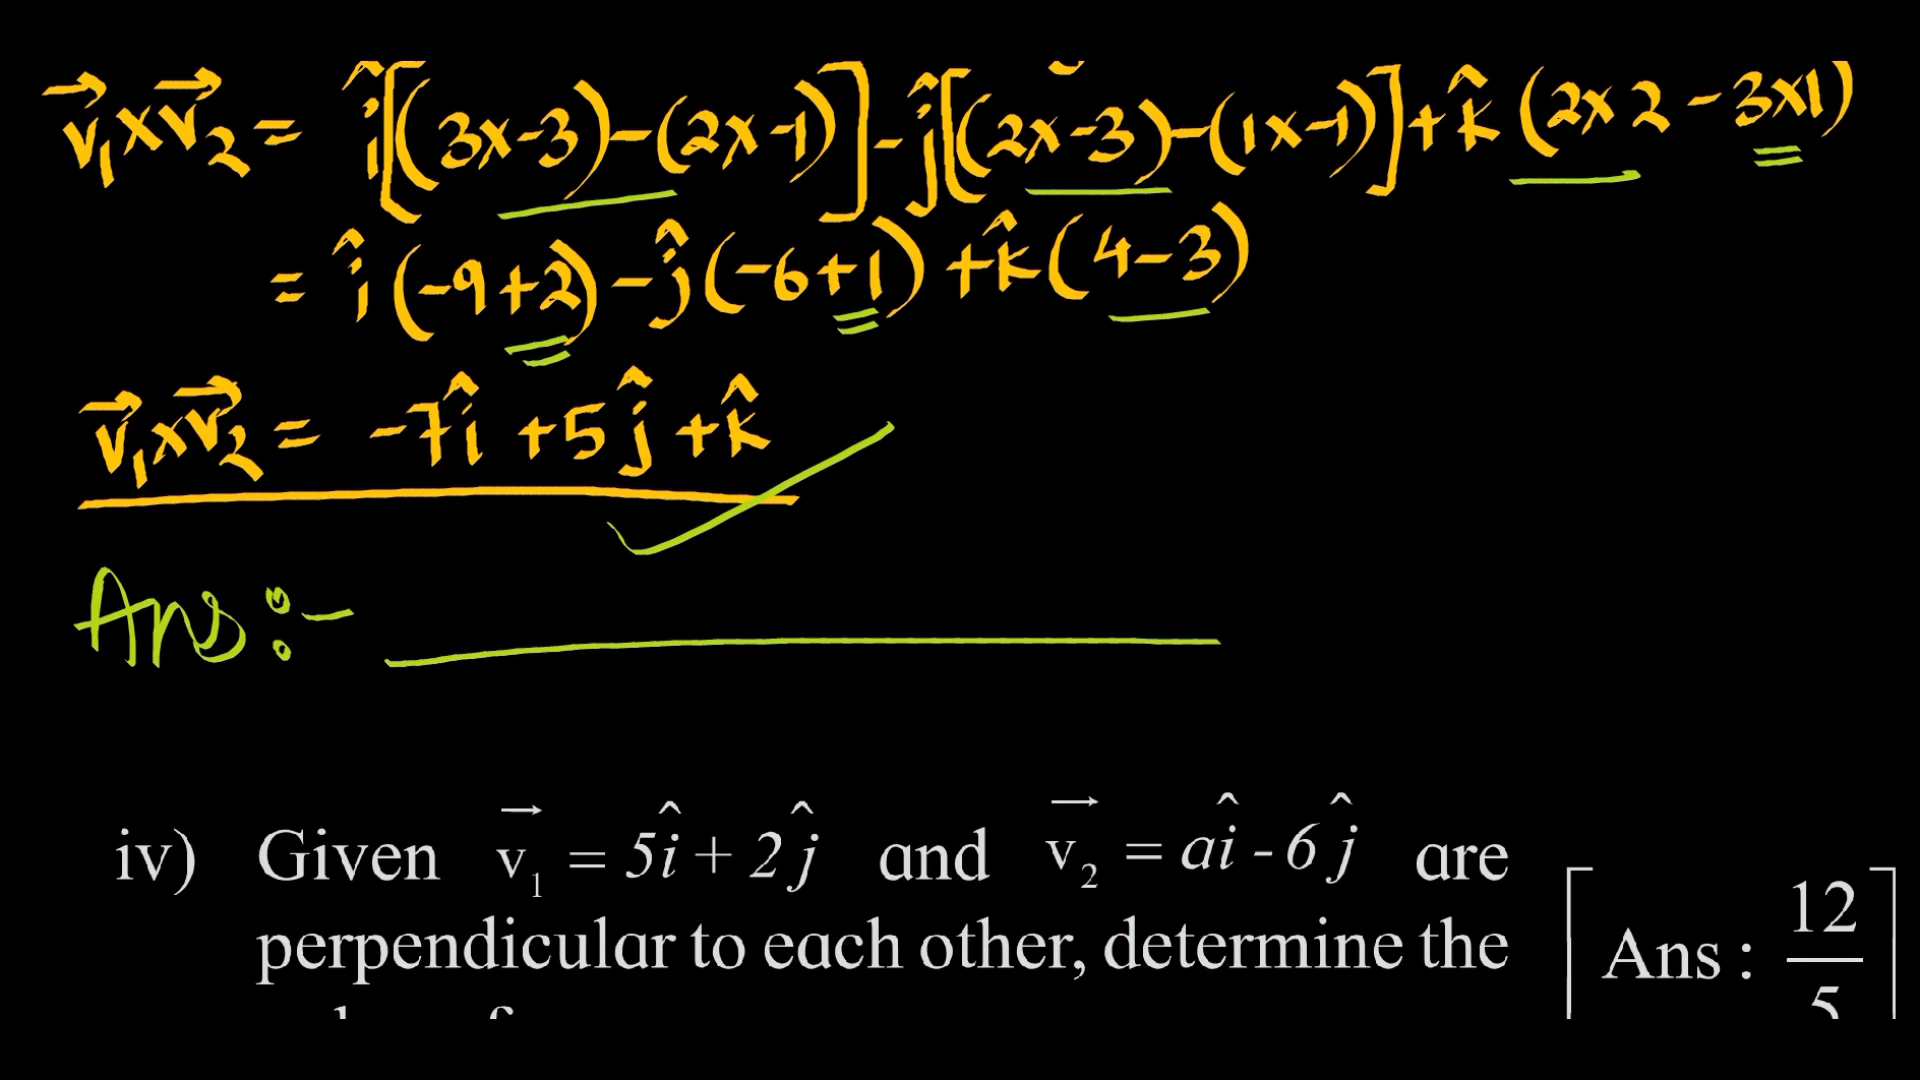 v₁×v₂ = î[(3×-3)-(2×-1)]-ĵ[(2×-3)-(1×-1)]+k̂(2×2-3×1)
= î(-9+2)-ĵ(-6+1)+k̂(4-3)
v₁×v₂ = -7î+5ĵ+k̂
Ans:-
iv) Given v₁ = 5î + 2ĵ and v₂ = aî - 6ĵ are
perpendicular to each other, determine the
[Ans : 12/5]